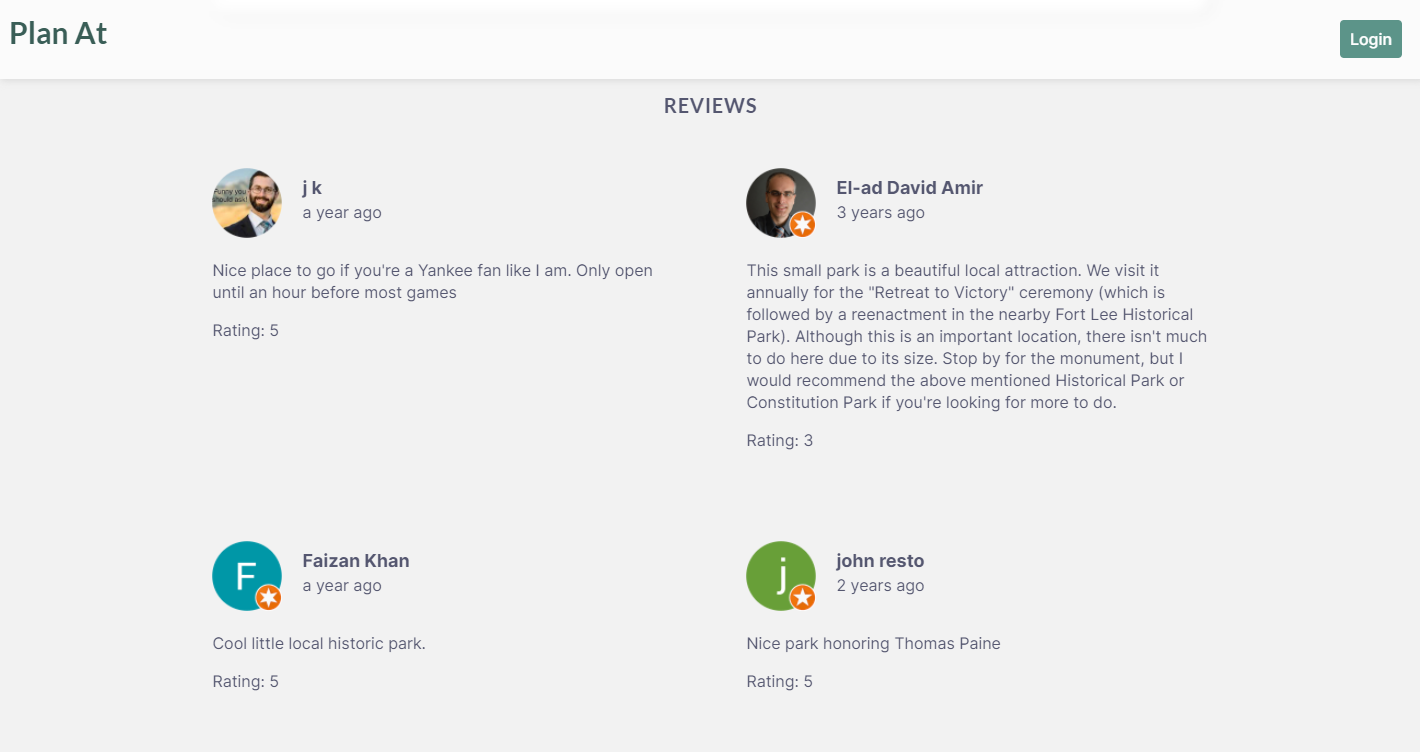 Plan At
Login
REVIEWS
Funny you
should ask!
j k
a year ago
Nice place to go if you're a Yankee fan like I am. Only open
until an hour before most games
Rating: 5
El-ad David Amir
3 years ago
This small park is a beautiful local attraction. We visit it
annually for the "Retreat to Victory" ceremony (which is
followed by a reenactment in the nearby Fort Lee Historical
Park). Although this is an important location, there isn't much
to do here due to its size. Stop by for the monument, but I
would recommend the above mentioned Historical Park or
Constitution Park if you're looking for more to do.
Rating: 3
F
Faizan Khan
a year ago
Cool little local historic park.
Rating: 5
j
john resto
2 years ago
Nice park honoring Thomas Paine
Rating: 5